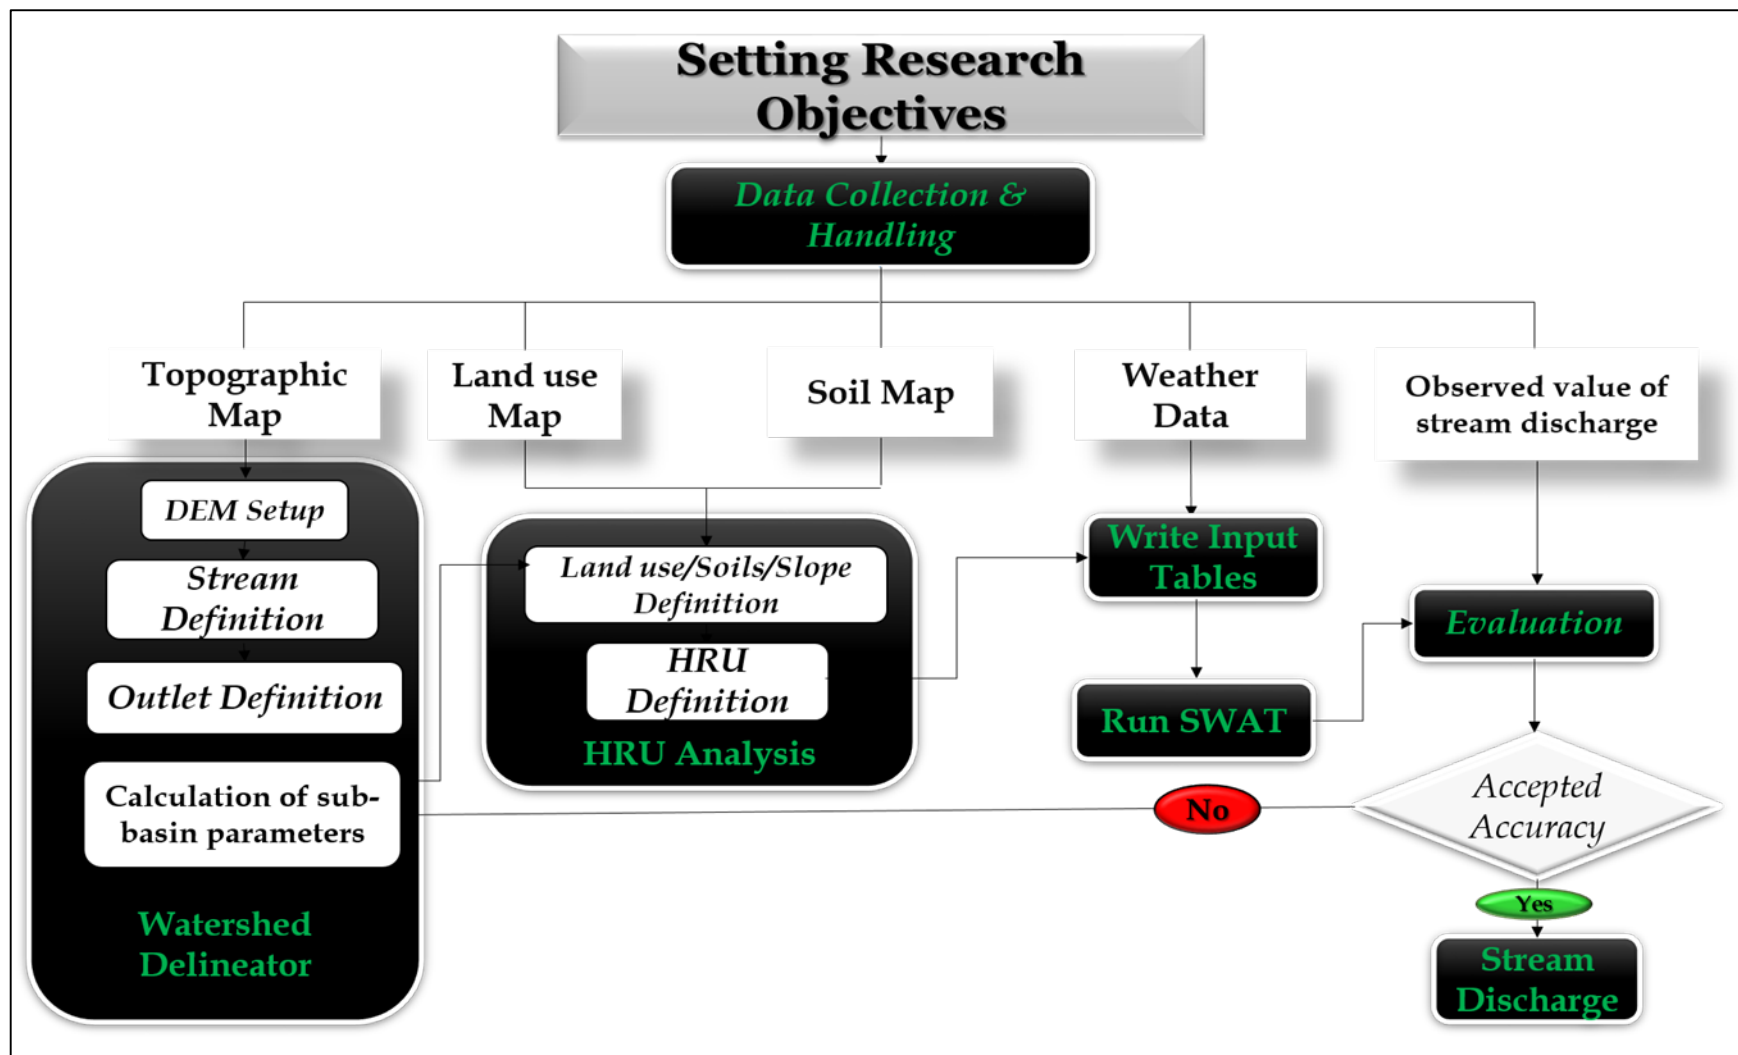 Setting Research
Objectives
Data Collection &
Handling
Topographic
Map
Land use
Map
Soil Map
Weather
Data
Observed value of
stream discharge
DEM Setup
Stream
Definition
Outlet Definition
Calculation of sub-
basin parameters
Watershed
Delineator
Land use/Soils/Slope
Definition
HRU
Definition
HRU Analysis
Write Input
Tables
Run SWAT
Evaluation
Accepted
Accuracy
No
Yes
Stream
Discharge